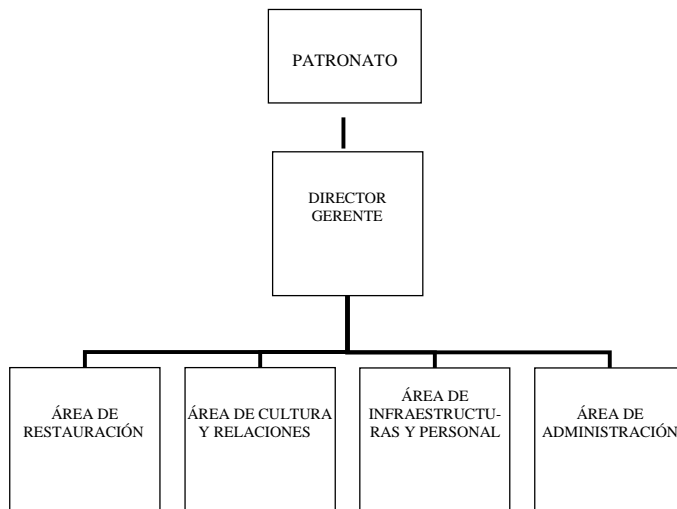 PATRONATO
DIRECTOR
GERENTE
ÁREA DE
RESTAURACIÓN
ÁREA DE CULTURA
Y RELACIONES
ÁREA DE
INFRAESTRUCTU-
RAS Y PERSONAL
ÁREA DE
ADMINISTRACIÓN